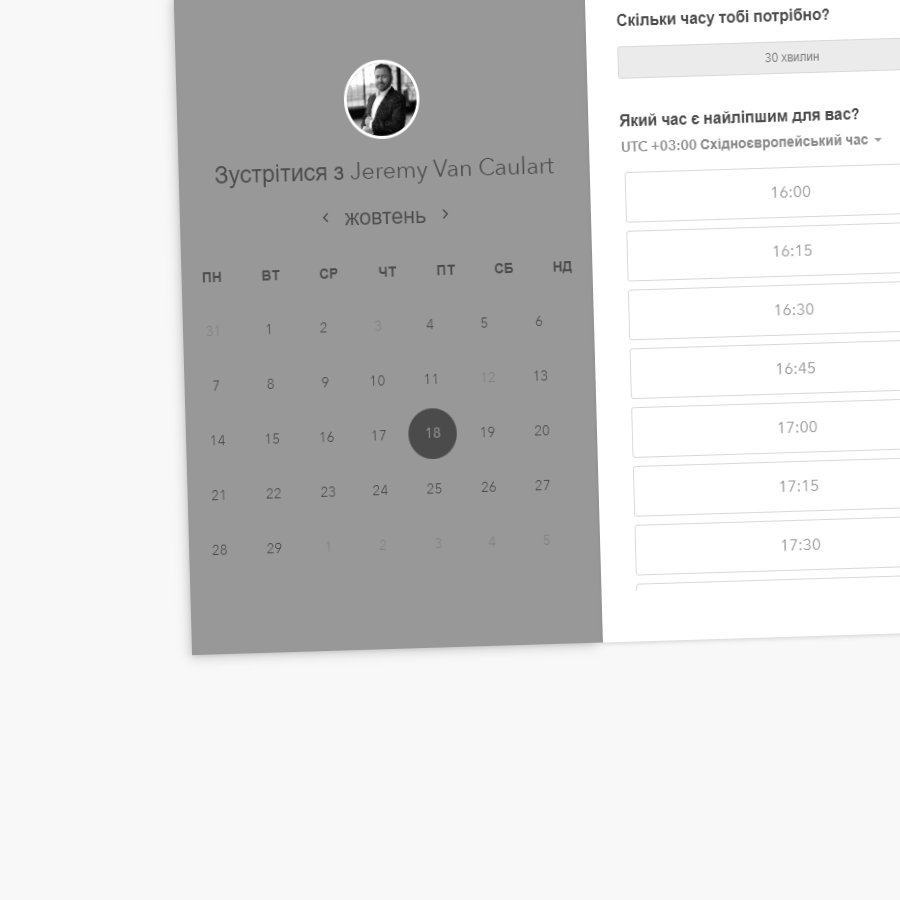 Зустрітися з Jeremy Van Caulart
жовтень
ПН ВТ СР ЧТ ПТ СБ НД
31 1 2 3 4 5 6
7 8 9 10 11 12 13
14 15 16 17 18 19 20
21 22 23 24 25 26 27
28 29 1 2 3 4 5
Скільки часу тобі потрібно?
30 хвилин
Який час є найліпшим для вас?
UTC +03:00 Східноєвропейський час
16:00
16:15
16:30
16:45
17:00
17:15
17:30